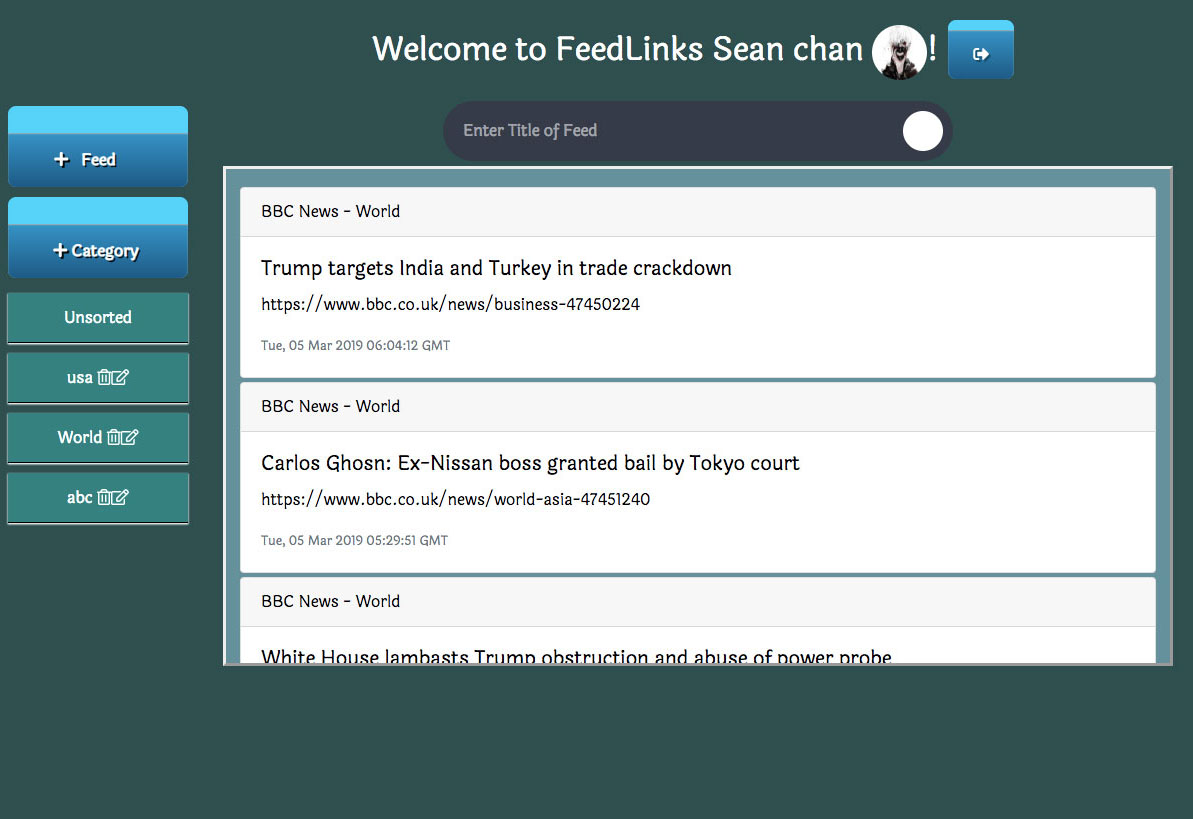 Welcome to FeedLinks Sean chan !
Enter Title of Feed
+ Feed
+ Category
Unsorted
usa
World
abc
BBC News - World
Trump targets India and Turkey in trade crackdown
https://www.bbc.co.uk/news/business-47450224
Tue, 05 Mar 2019 06:04:12 GMT
BBC News - World
Carlos Ghosn: Ex-Nissan boss granted bail by Tokyo court
https://www.bbc.co.uk/news/world-asia-47451240
Tue, 05 Mar 2019 05:29:51 GMT
BBC News - World
White House lambasts Trump obstruction and abuse of power probe